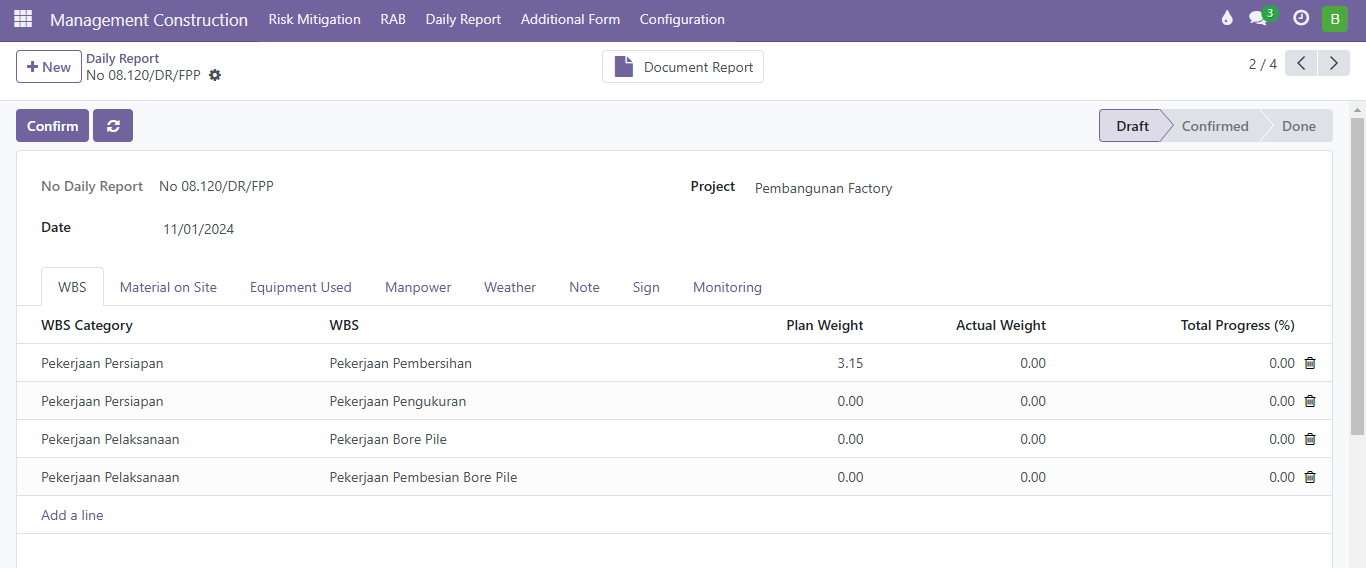 Management Construction Risk Mitigation RAB Daily Report Additional Form Configuration 3 B
New Daily Report Document Report 2 / 4
No 08.120/DR/FPP
Confirm Draft Confirmed Done
No Daily Report No 08.120/DR/FPP Project Pembangunan Factory
Date 11/01/2024
WBS Material on Site Equipment Used Manpower Weather Note Sign Monitoring
WBS Category WBS Plan Weight Actual Weight Total Progress (%)
Pekerjaan Persiapan Pekerjaan Pembersihan 3.15 0.00 0.00
Pekerjaan Persiapan Pekerjaan Pengukuran 0.00 0.00 0.00
Pekerjaan Pelaksanaan Pekerjaan Bore Pile 0.00 0.00 0.00
Pekerjaan Pelaksanaan Pekerjaan Pembesian Bore Pile 0.00 0.00 0.00
Add a line